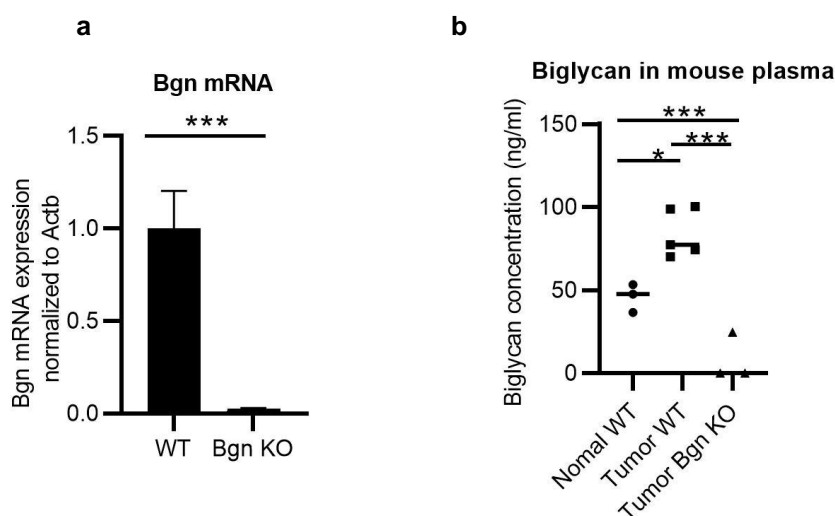 a
Bgn mRNA
***
1.5
1.0
0.5
0.0
Bgn mRNA expression
normalized to Actb
WT Bgn KO
b
Biglycan in mouse plasma
***
***
*
150
100
50
0
Biglycan concentration (ng/ml)
Nomal WT
Tumor WT
Tumor Bgn KO